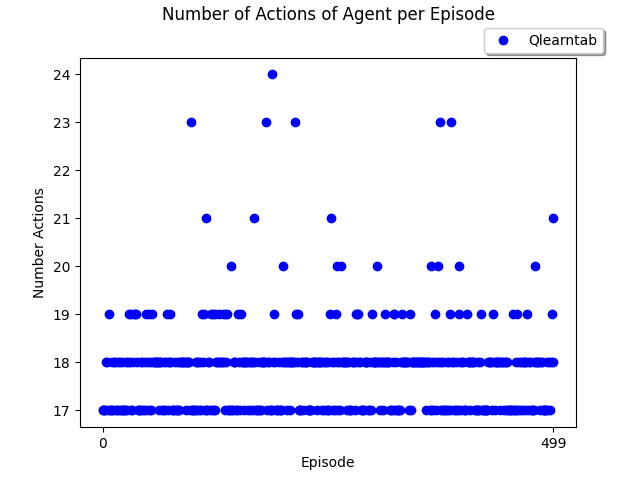 Number of Actions of Agent per Episode
Qlearntab
24
23
22
21
20
19
18
17
Number Actions
0
499
Episode